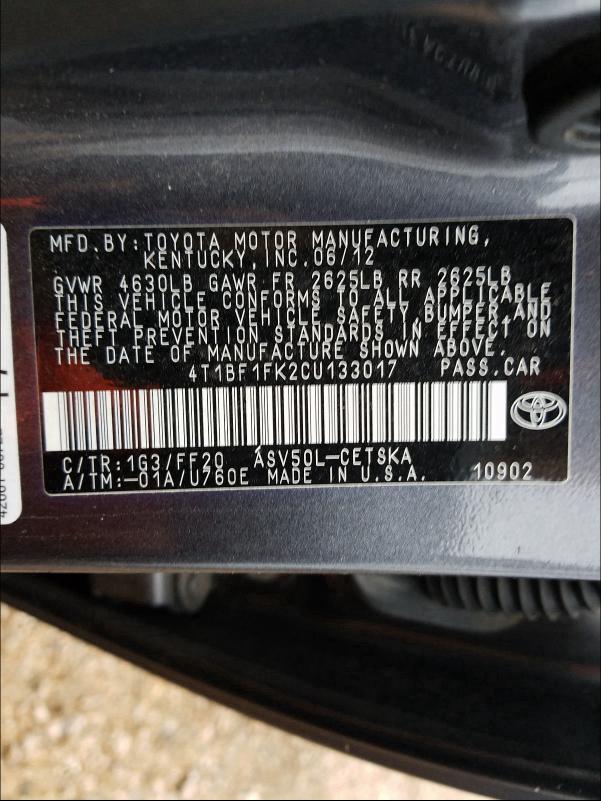 MFD. BY: TOYOTA MOTOR MANUFACTURING,
KENTUCKY, INC. 06/12
GVWR 4630LB GAWR FR 2625LB RR 2625LB
THIS VEHICLE CONFORMS TO ALL APPLICABLE
FEDERAL MOTOR VEHICLE SAFETY, BUMPER, AND
THEFT PREVENTION STANDARDS IN EFFECT ON
THE DATE OF MANUFACTURE SHOWN ABOVE.
4T1BF1FK2CU133017 PASS. CAR
C/TR: 1G3/FF20 ASV50L-CETSKA
A/TM: -01A/U760E MADE IN U.S.A. 10902